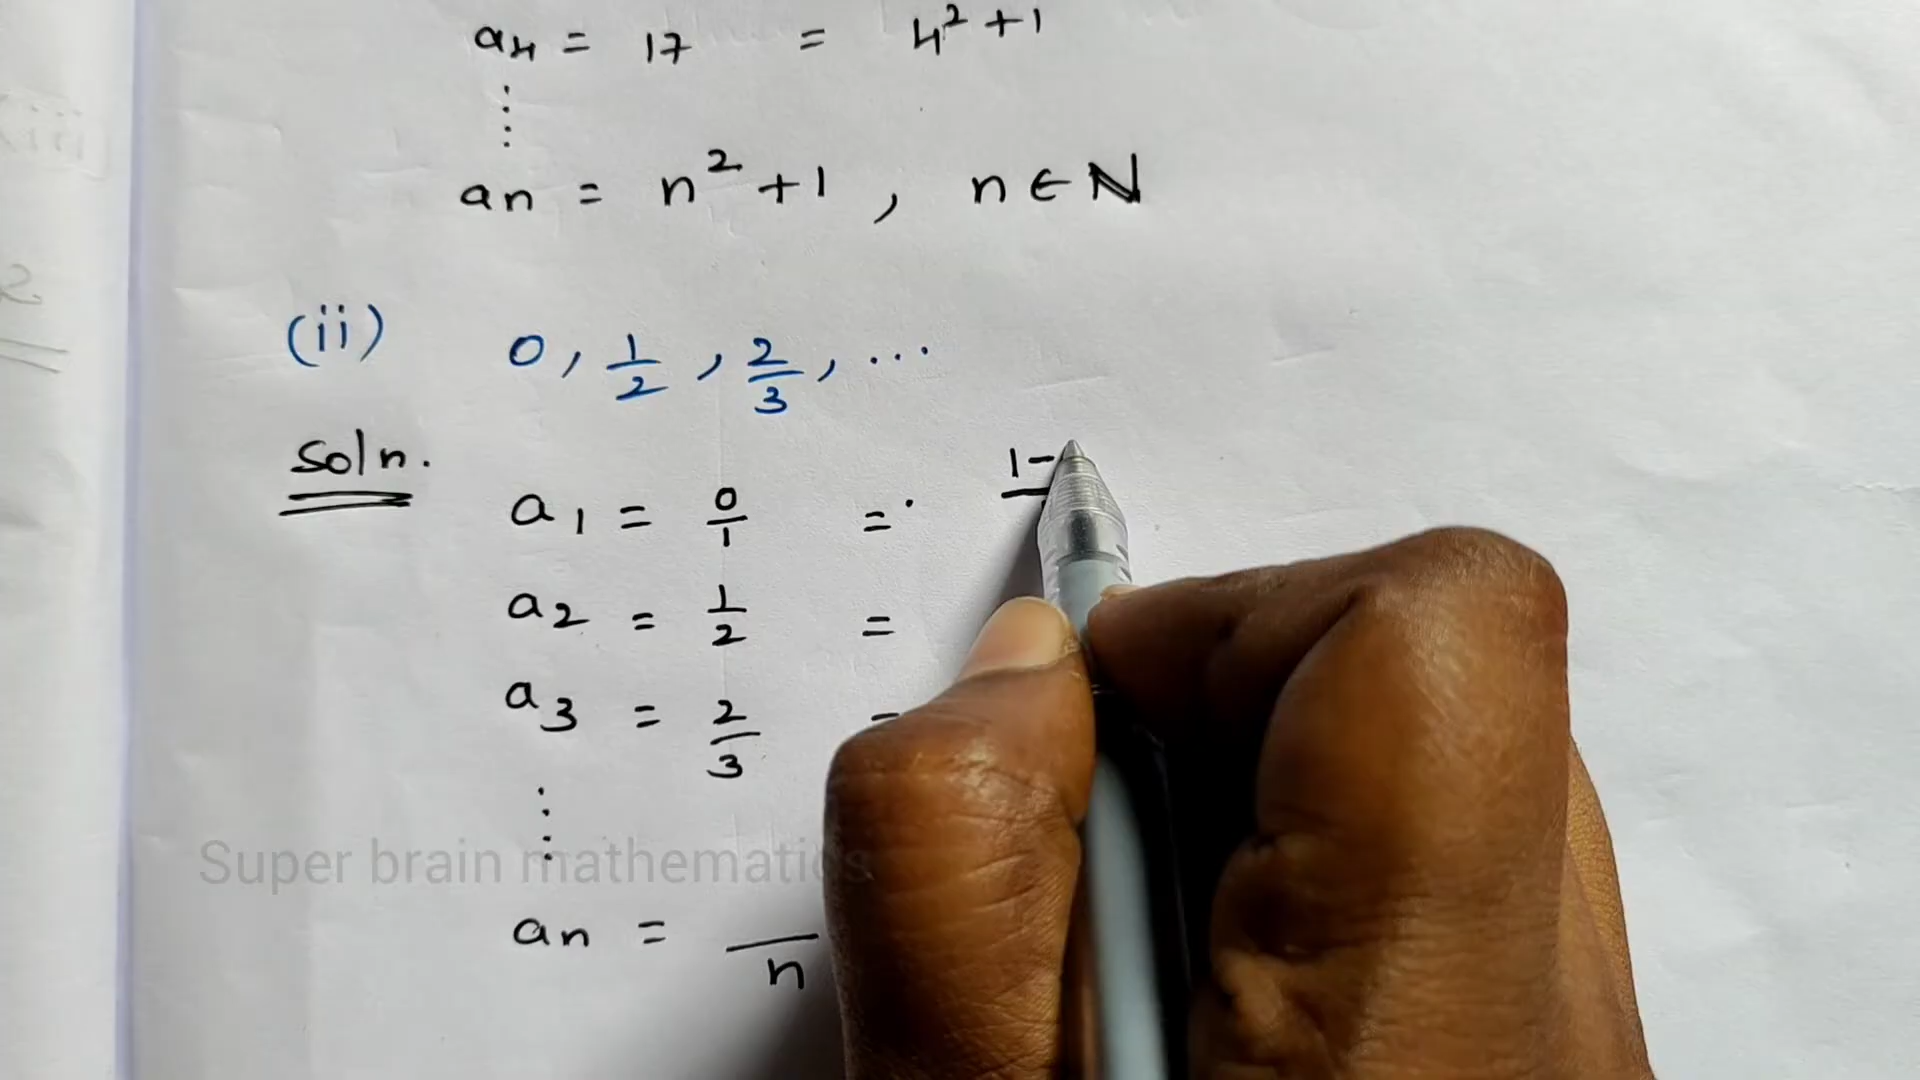 a4 = 17 = 4² + 1
⋮
an = n² + 1 , n ∈ ℕ
(ii) 0, 1/2, 2/3, ...
Soln.
a1 = 0/1 = 1-
a2 = 1/2 =
a3 = 2/3 =
⋮
Super brain mathematics
an = /n